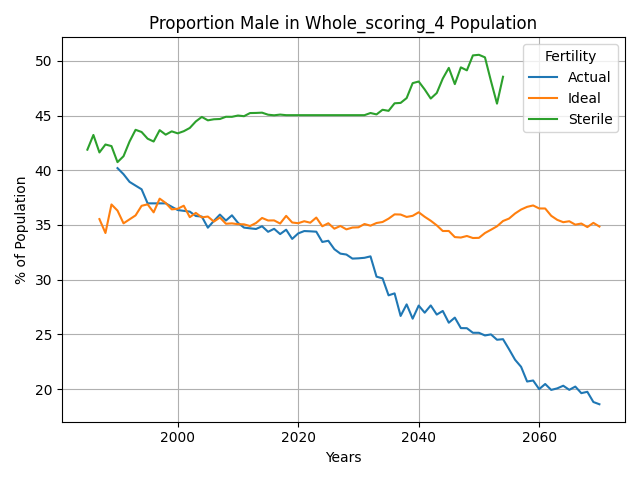 Proportion Male in Whole_scoring_4 Population
% of Population
50
45
40
35
30
25
20
Fertility
Actual
Ideal
Sterile
2000 2020 2040 2060
Years